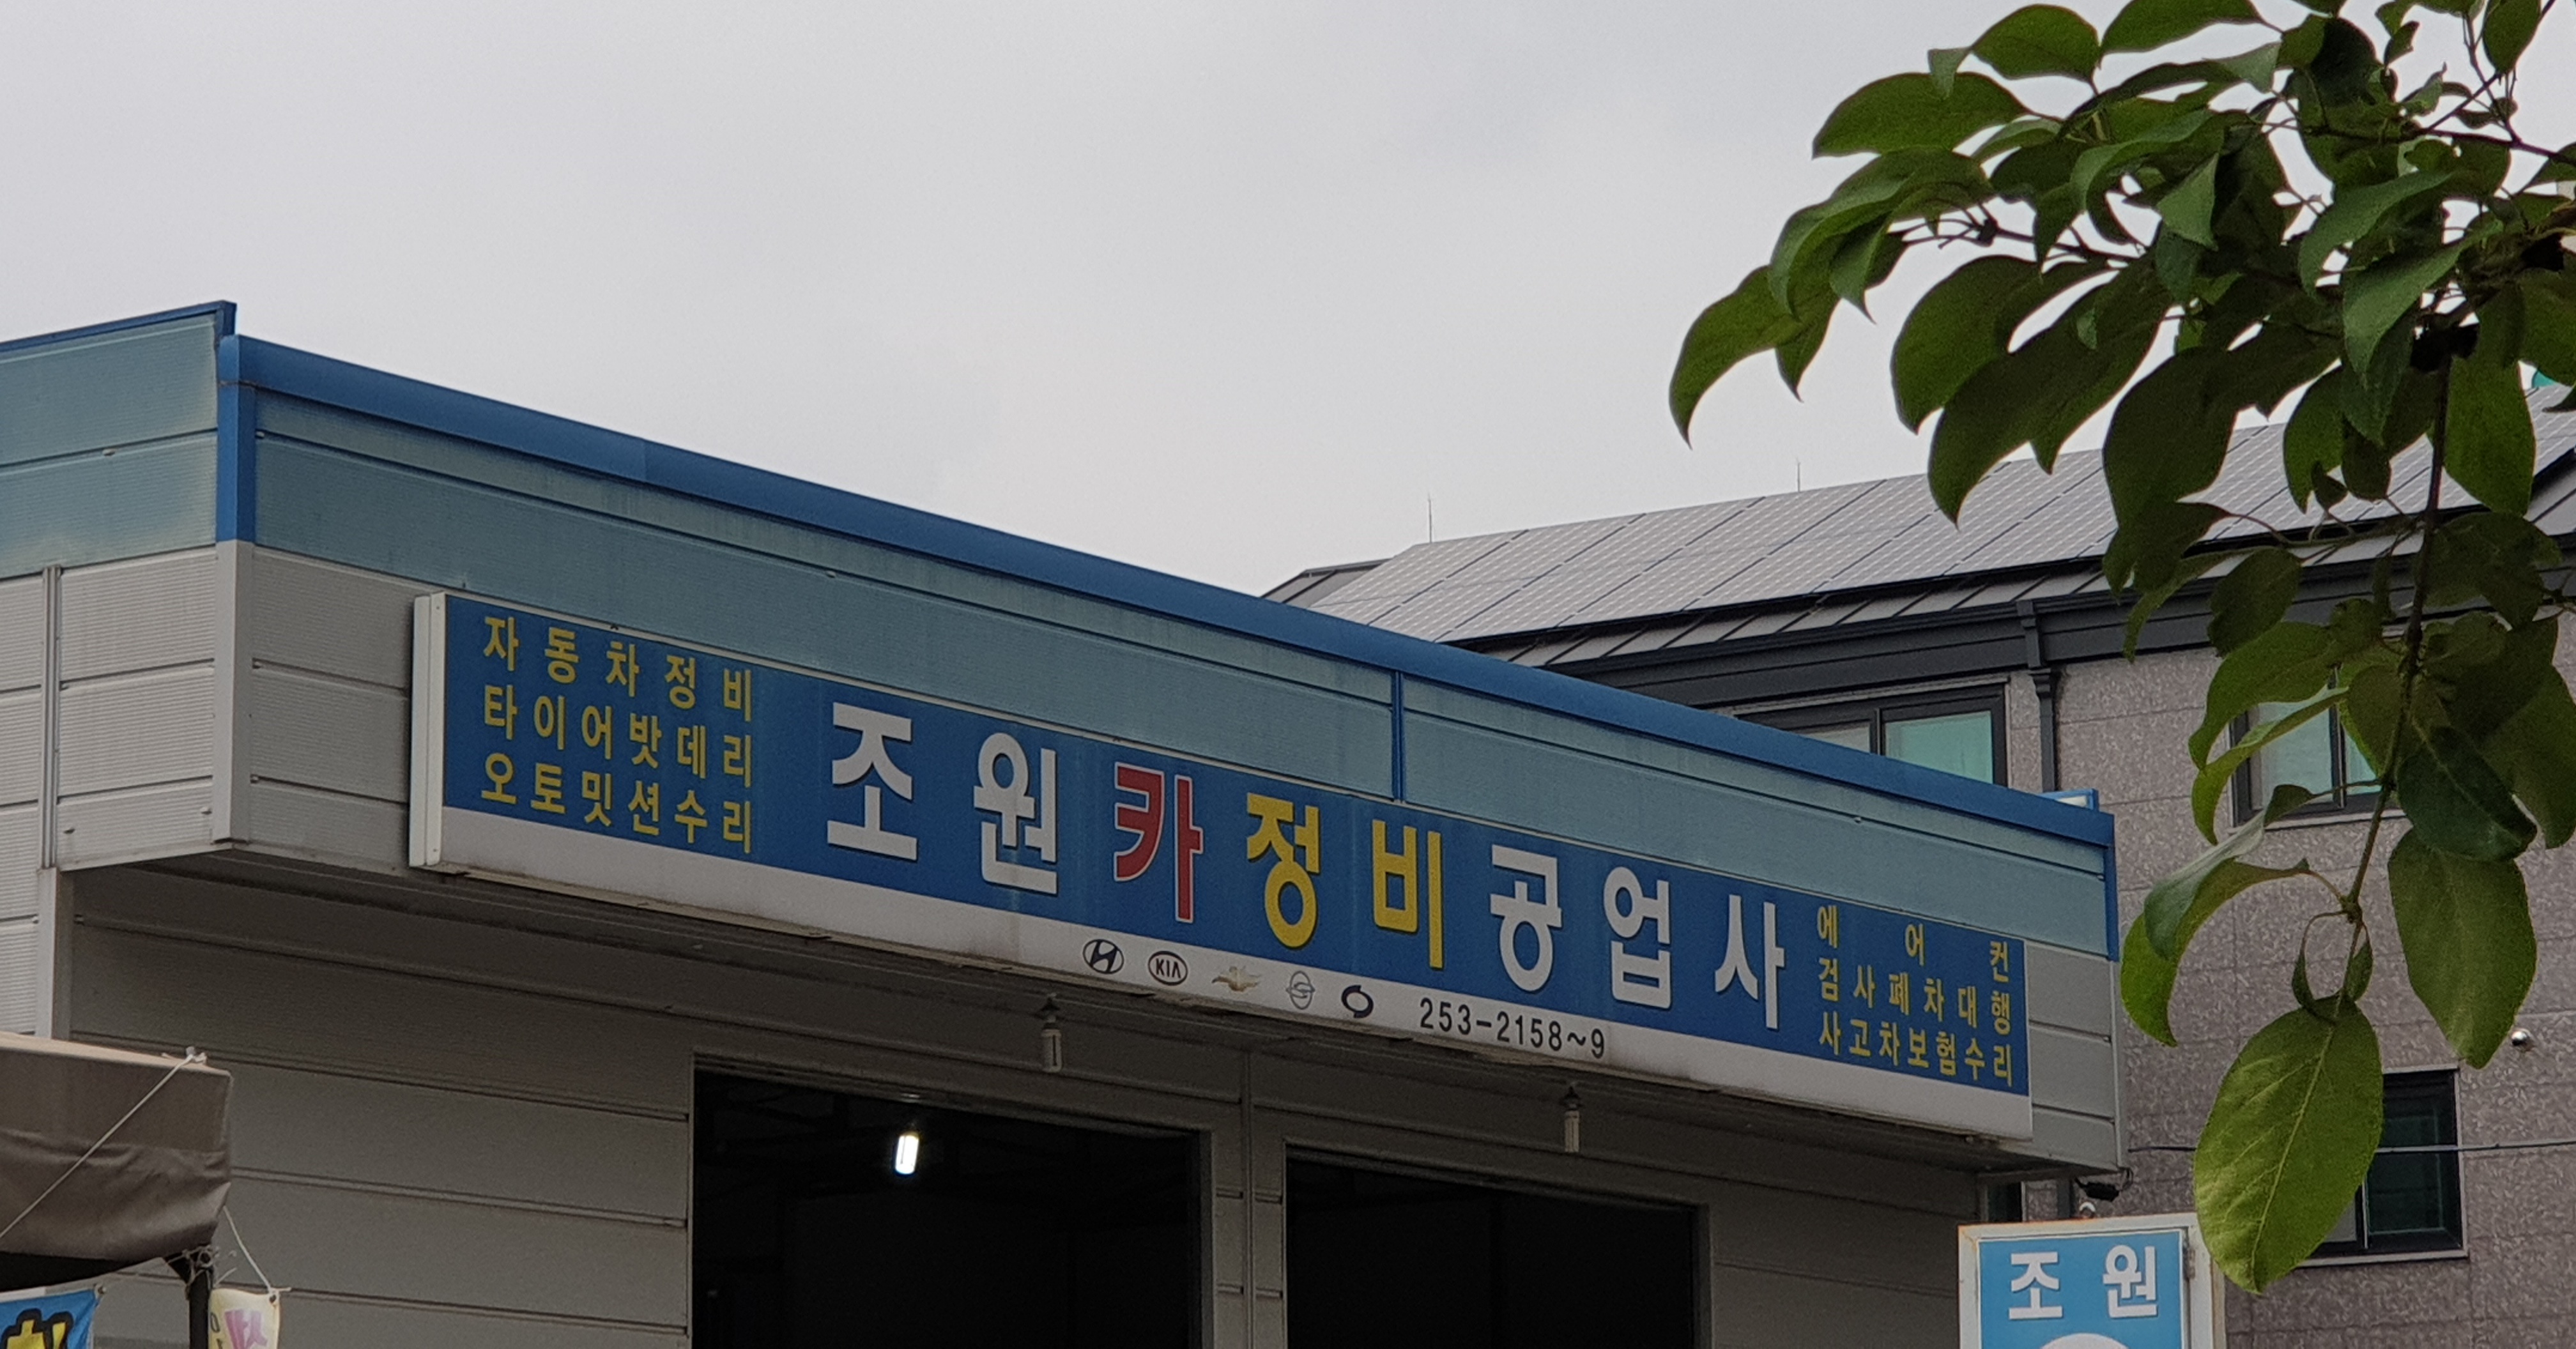 자동차정비
타이어밧데리
오토밋션수리
조원카정비공업사
에어컨
검사폐차대행
사고차보험수리
KIA
253-2158~9
조원